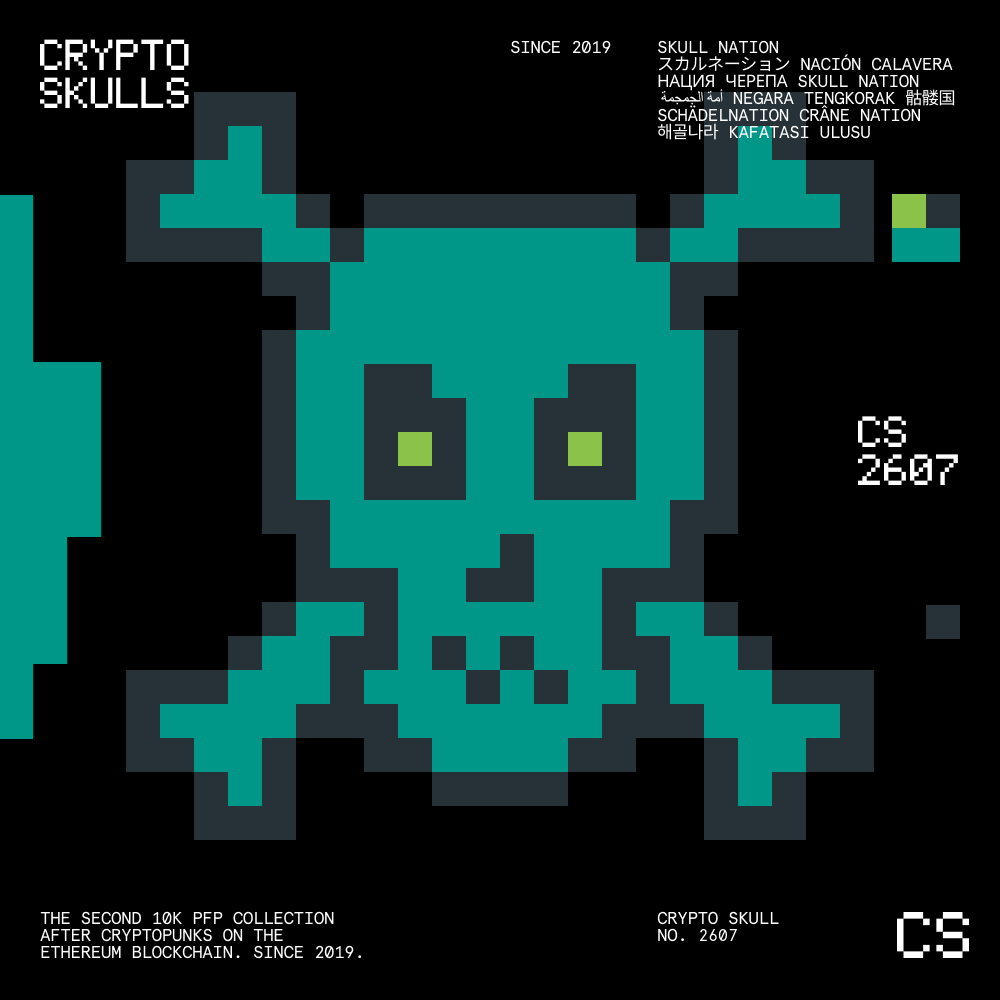 CRYPTO
SKULLS
SINCE 2019
SKULL NATION
スカルネーション NACIÓN CALAVERA
НАЦИЯ ЧЕРЕПА SKULL NATION
أمة الجمجمة NEGARA TENGKORAK 骷髅国
SCHÄDELNATION CRÂNE NATION
해골나라 KAFATASI ULUSU
CS
2607
THE SECOND 10K PFP COLLECTION
AFTER CRYPTOPUNKS ON THE
ETHEREUM BLOCKCHAIN. SINCE 2019.
CRYPTO SKULL
NO. 2607
CS